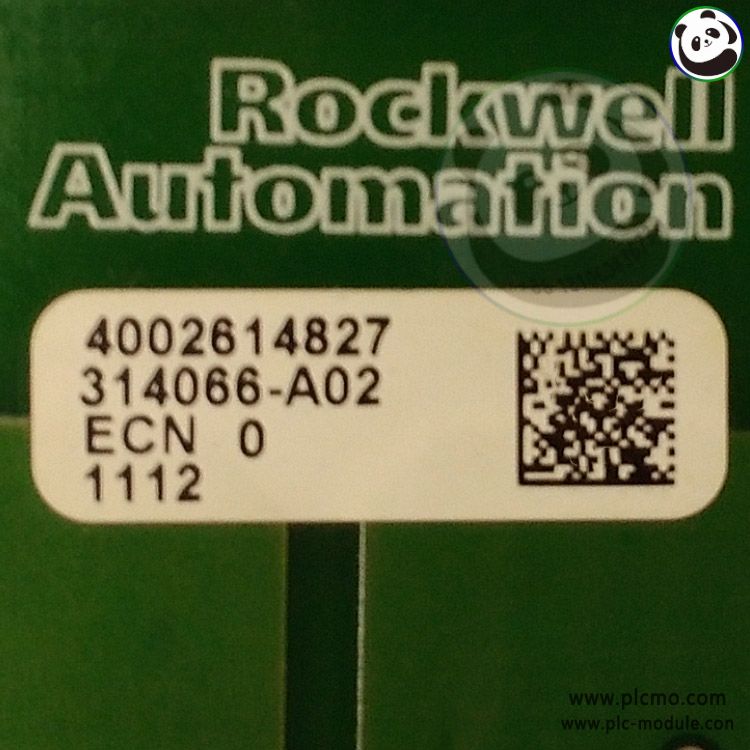 Rockwell
Automation
4002614827
314066-A02
ECN 0
1112
www.plcmo.com
www.plc-module.con